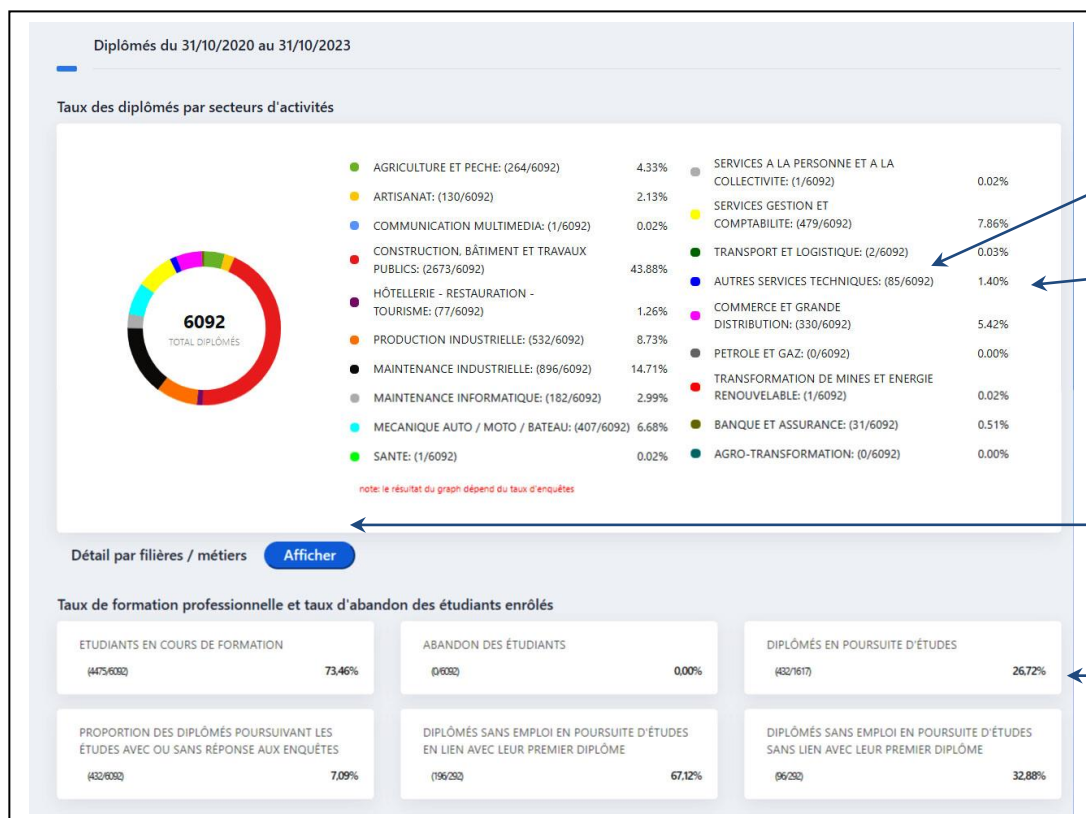 Diplômés du 31/10/2020 au 31/10/2023
Taux des diplômés par secteurs d'activités
6092
TOTAL DIPLÔMÉS
AGRICULTURE ET PECHE: (264/6092) 4.33%
ARTISANAT: (130/6092) 2.13%
COMMUNICATION MULTIMEDIA: (1/6092) 0.02%
CONSTRUCTION, BÂTIMENT ET TRAVAUX
PUBLICS: (2673/6092) 43.88%
HÔTELLERIE - RESTAURATION -
TOURISME: (77/6092) 1.26%
PRODUCTION INDUSTRIELLE: (532/6092) 8.73%
MAINTENANCE INDUSTRIELLE: (896/6092) 14.71%
MAINTENANCE INFORMATIQUE: (182/6092) 2.99%
MECANIQUE AUTO / MOTO / BATEAU: (407/6092) 6.68%
SANTE: (1/6092) 0.02%
SERVICES A LA PERSONNE ET A LA
COLLECTIVITE: (1/6092) 0.02%
SERVICES GESTION ET
COMPTABILITE: (479/6092) 7.86%
TRANSPORT ET LOGISTIQUE: (2/6092) 0.03%
AUTRES SERVICES TECHNIQUES: (85/6092) 1.40%
COMMERCE ET GRANDE
DISTRIBUTION: (330/6092) 5.42%
PETROLE ET GAZ: (0/6092) 0.00%
TRANSFORMATION DE MINES ET ENERGIE
RENOUVELABLE: (1/6092) 0.02%
BANQUE ET ASSURANCE: (31/6092) 0.51%
AGRO-TRANSFORMATION: (0/6092) 0.00%
note: le résultat du graph dépend du taux d'enquêtes
Détail par filières / métiers Afficher
Taux de formation professionnelle et taux d'abandon des étudiants enrôlés
ETUDIANTS EN COURS DE FORMATION
(4475/6092) 73,46%
ABANDON DES ÉTUDIANTS
(0/6092) 0,00%
DIPLÔMÉS EN POURSUITE D'ÉTUDES
(432/1617) 26,72%
PROPORTION DES DIPLÔMÉS POURSUIVANT LES
ÉTUDES AVEC OU SANS RÉPONSE AUX ENQUÊTES
(432/6092) 7,09%
DIPLÔMÉS SANS EMPLOI EN POURSUITE D'ÉTUDES
EN LIEN AVEC LEUR PREMIER DIPLÔME
(196/292) 67,12%
DIPLÔMÉS SANS EMPLOI EN POURSUITE D'ÉTUDES
SANS LIEN AVEC LEUR PREMIER DIPLÔME
(96/292) 32,88%